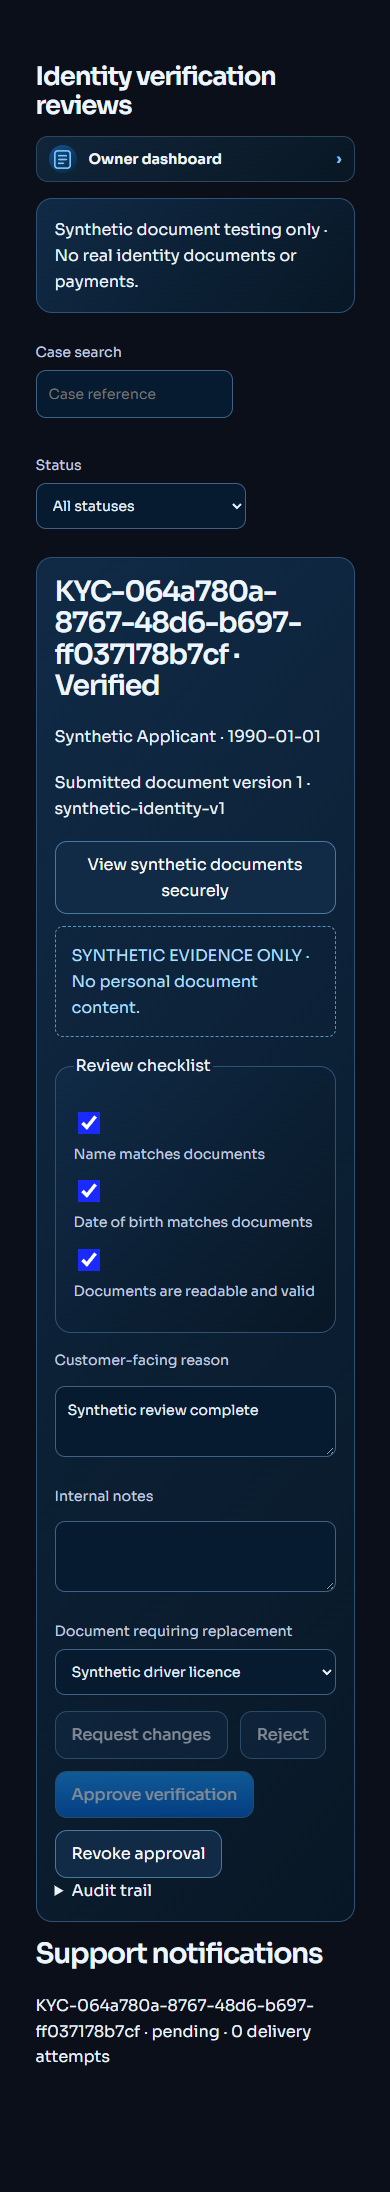 Identity verification
reviews
Owner dashboard ›
Synthetic document testing only ·
No real identity documents or
payments.
Case search
Case reference
Status
All statuses
KYC-064a780a-
8767-48d6-b697-
ff037178b7cf ·
Verified
Synthetic Applicant · 1990-01-01
Submitted document version 1 ·
synthetic-identity-v1
View synthetic documents
securely
SYNTHETIC EVIDENCE ONLY ·
No personal document
content.
Review checklist
Name matches documents
Date of birth matches documents
Documents are readable and valid
Customer-facing reason
Synthetic review complete
Internal notes
Document requiring replacement
Synthetic driver licence
Request changes Reject
Approve verification
Revoke approval
Audit trail
Support notifications
KYC-064a780a-8767-48d6-b697-
ff037178b7cf · pending · 0 delivery
attempts